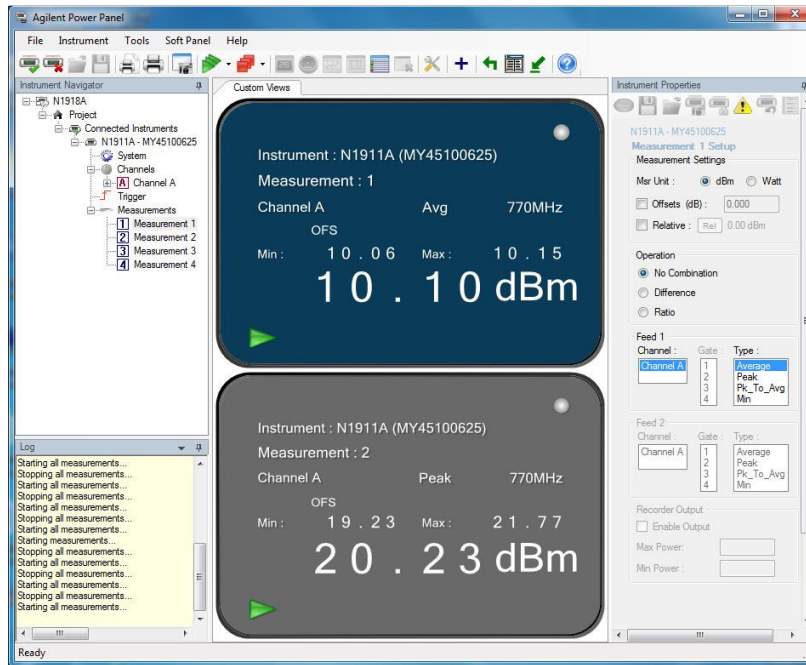 Agilent Power Panel
File Instrument Tools Soft Panel Help
Instrument Navigator
N1918A
Project
Connected Instruments
N1911A - MY45100625
System
Channels
A Channel A
Trigger
Measurements
1 Measurement 1
2 Measurement 2
3 Measurement 3
4 Measurement 4
Log
Starting all measurements...
Stopping all measurements...
Starting all measurements...
Stopping all measurements...
Starting all measurements...
Stopping all measurements...
Starting all measurements...
Starting measurements...
Stopping all measurements...
Starting all measurements...
Stopping all measurements...
Starting all measurements...
Stopping all measurements...
Starting all measurements...
Custom Views
Instrument : N1911A (MY45100625)
Measurement : 1
Channel A Avg 770MHz
OFS
Min : 10.06 Max : 10.15
10.10 dBm
Instrument : N1911A (MY45100625)
Measurement : 2
Channel A Peak 770MHz
OFS
Min : 19.23 Max : 21.77
20.23 dBm
Instrument Properties
N1911A - MY45100625
Measurement 1 Setup
Measurement Settings
Msr Unit : dBm Watt
Offsets (dB) : 0.000
Relative : Rel 0.00 dBm
Operation
No Combination
Difference
Ratio
Feed 1
Channel : Gate : Type :
Channel A 1 Average
2 Peak
3 Pk_To_Avg
4 Min
Feed 2
Channel : Gate : Type :
Channel A 1 Average
2 Peak
3 Pk_To_Avg
4 Min
Recorder Output
Enable Output
Max Power:
Min Power :
Ready